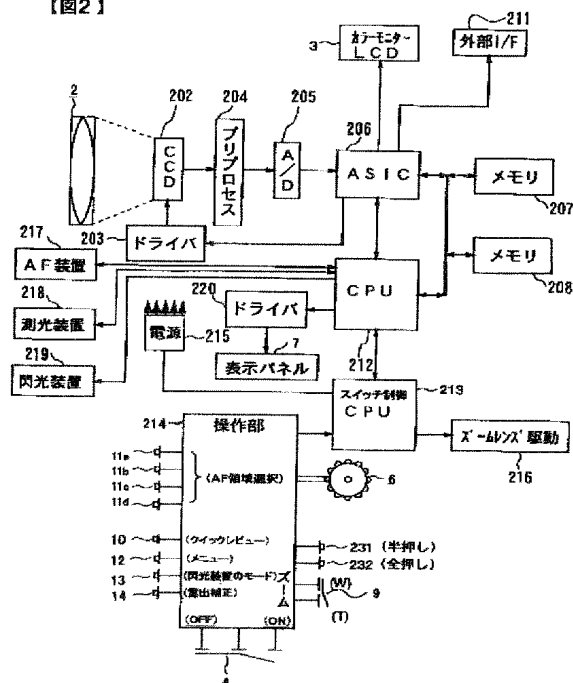 【図2】
211
カラーモニター
LCD
3
外部I/F
2
202
204
205
206
CCD
プリプロセス
A/D
ASIC
メモリ
207
203
ドライバ
217
AF装置
メモリ
208
218
測光装置
220
ドライバ
CPU
212
電源
215
7
219
閃光装置
表示パネル
213
スイッチ制御
CPU
214
操作部
ズームレンズ駆動
216
11a
11b
11c
11d
(AF領域選択)
6
10
(クイックレビュー)
231 (半押し)
12
(メニュー)
232 (全押し)
13
(閃光装置のモード)
14
(露出補正)
ズーム
(W)
9
(T)
(OFF)
(ON)